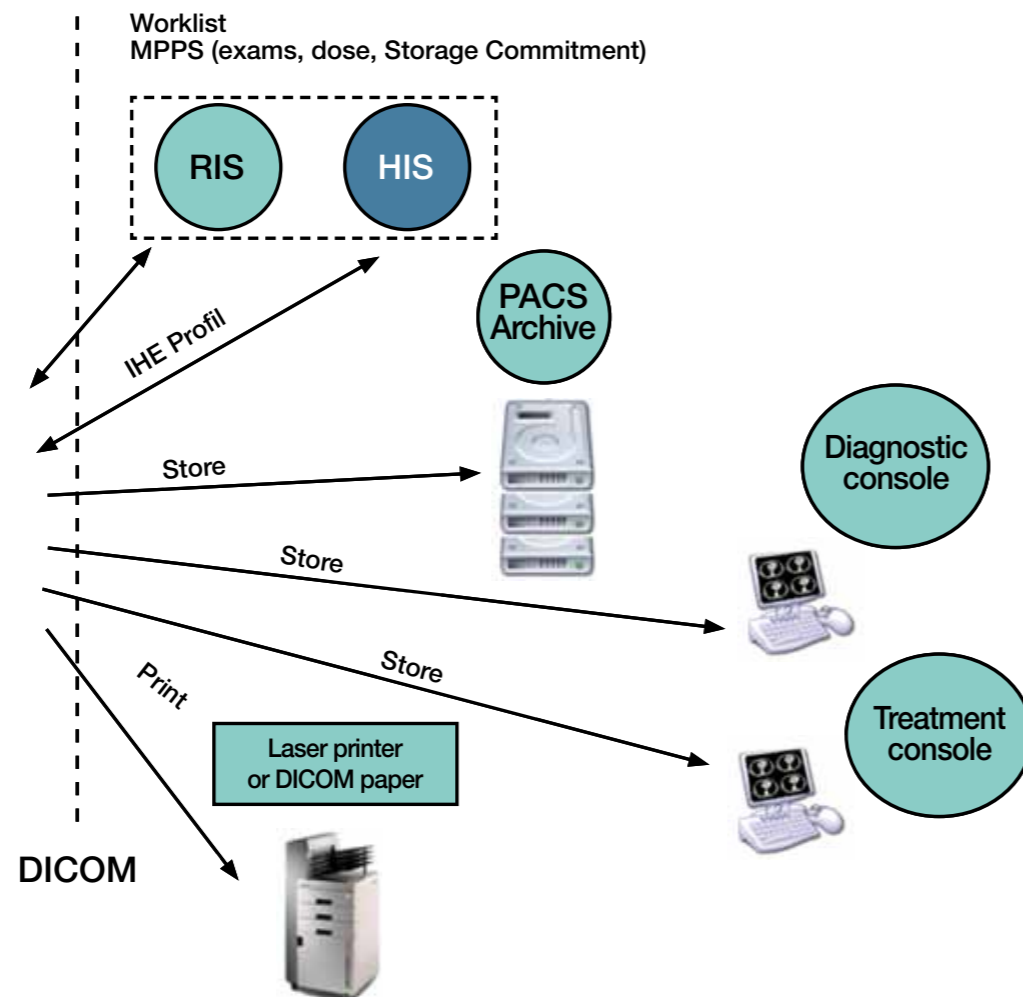 Worklist
MPPS (exams, dose, Storage Commitment)
RIS
HIS
PACS
Archive
IHE Profil
Store
Diagnostic
console
Store
Store
Print
Treatment
console
Laser printer
or DICOM paper
DICOM